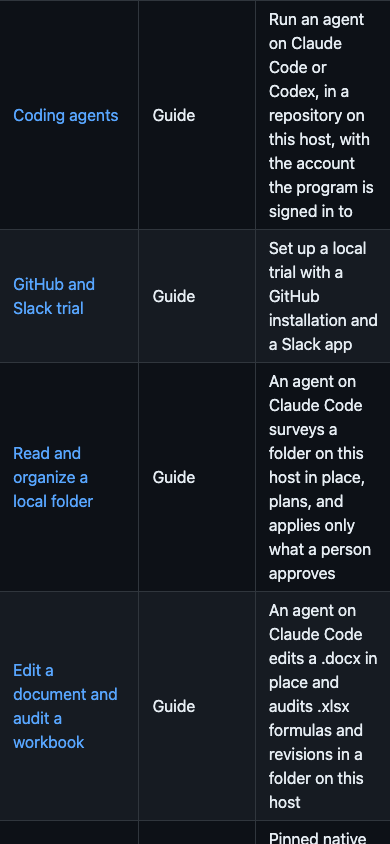 Coding agents
Guide
Run an agent
on Claude
Code or
Codex, in a
repository on
this host, with
the account
the program is
signed in to
GitHub and
Slack trial
Guide
Set up a local
trial with a
GitHub
installation and
a Slack app
Read and
organize a
local folder
Guide
An agent on
Claude Code
surveys a
folder on this
host in place,
plans, and
applies only
what a person
approves
Edit a
document and
audit a
workbook
Guide
An agent on
Claude Code
edits a .docx in
place and
audits .xlsx
formulas and
revisions in a
folder on this
host
Pinned native